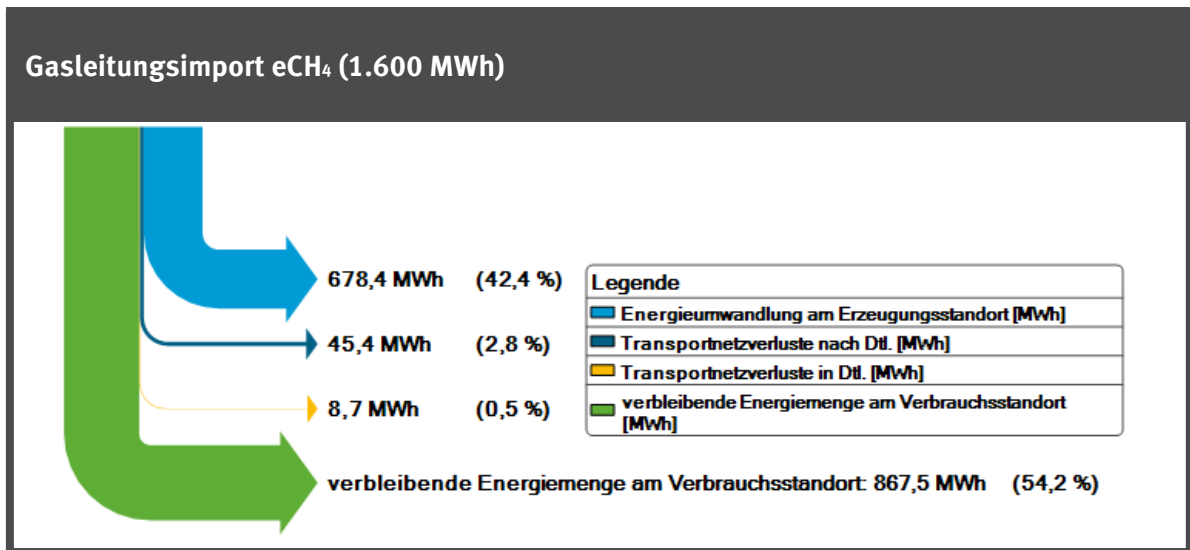 Gasleitungsimport eCH₄ (1.600 MWh)
678,4 MWh (42,4 %)
45,4 MWh (2,8 %)
8,7 MWh (0,5 %)
Legende
Energieumwandlung am Erzeugungsstandort [MWh]
Transportnetzverluste nach Dtl. [MWh]
Transportnetzverluste in Dtl. [MWh]
verbleibende Energiemenge am Verbrauchsstandort
[MWh]
verbleibende Energiemenge am Verbrauchsstandort: 867,5 MWh (54,2 %)